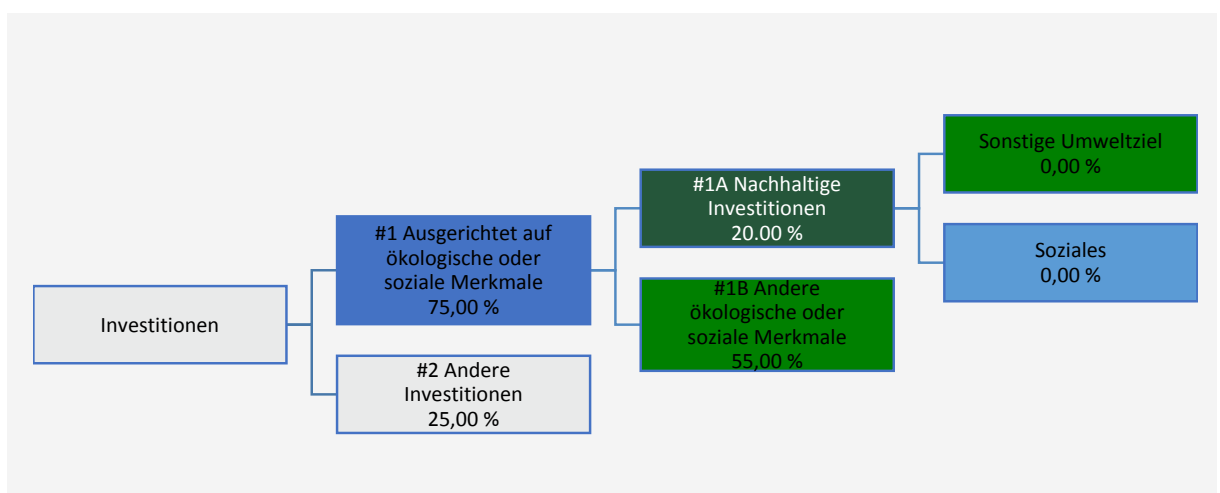 Investitionen
#1 Ausgerichtet auf
ökologische oder
soziale Merkmale
75,00 %
#2 Andere
Investitionen
25,00 %
#1A Nachhaltige
Investitionen
20.00 %
#1B Andere
ökologische oder
soziale Merkmale
55,00 %
Sonstige Umweltziel
0,00 %
Soziales
0,00 %